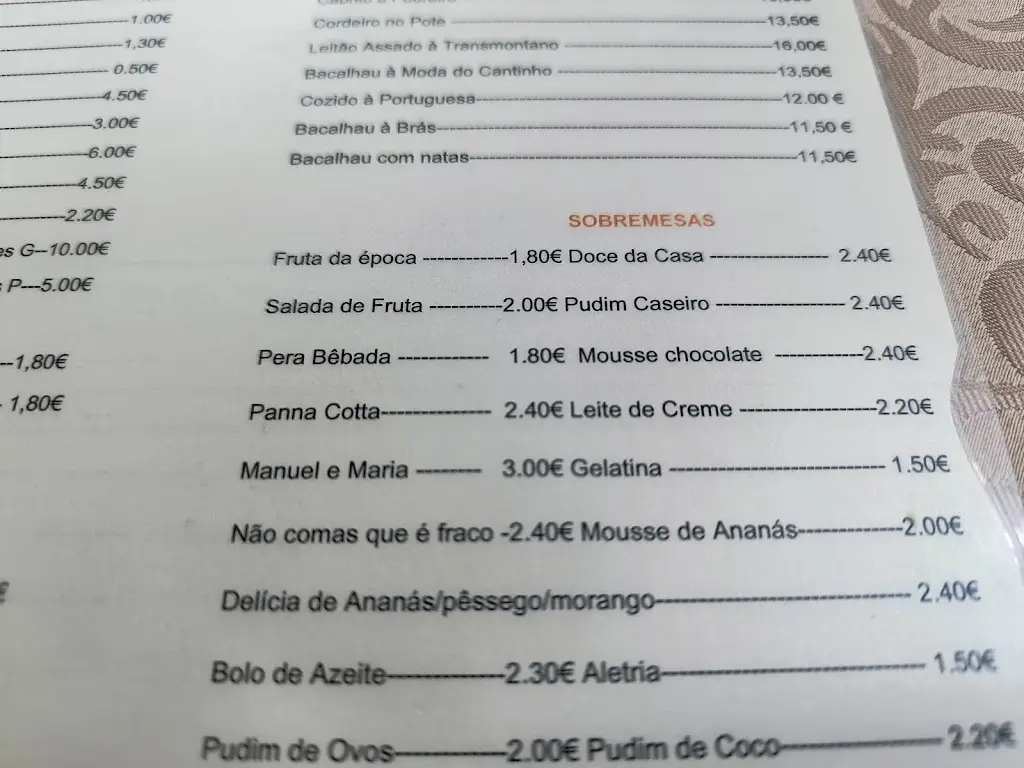 1.00€
1,30€
0.50€
4.50€
3.00€
6.00€
4.50€
2.20€
es G--10.00€
P---5.00€
--1,80€
- 1,80€
Cordeiro no Pote ---13,50€
Leitão Assado à Transmontano ---16,00€
Bacalhau à Moda do Cantinho ---13,50€
Cozido à Portuguesa---12.00 €
Bacalhau à Brás---11,50 €
Bacalhau com natas---11,50€
SOBREMESAS
Fruta da época ------------1,80€ Doce da Casa ---------------- 2.40€
Salada de Fruta ----------2.00€ Pudim Caseiro ------------------ 2.40€
Pera Bêbada ------------ 1.80€ Mousse chocolate ------------2.40€
Panna Cotta--------------- 2.40€ Leite de Creme ------------------2.20€
Manuel e Maria --------- 3.00€ Gelatina ---------------------------- 1.50€
Não comas que é fraco -2.40€ Mousse de Ananás-------------2.00€
Delícia de Ananás/pêssego/morango------------------------------ 2.40€
Bolo de Azeite--------------2.30€ Aletria------------------------------ 1.50€
Pudim de Ovos-------------2.00€ Pudim de Coco------------------ 2.20€